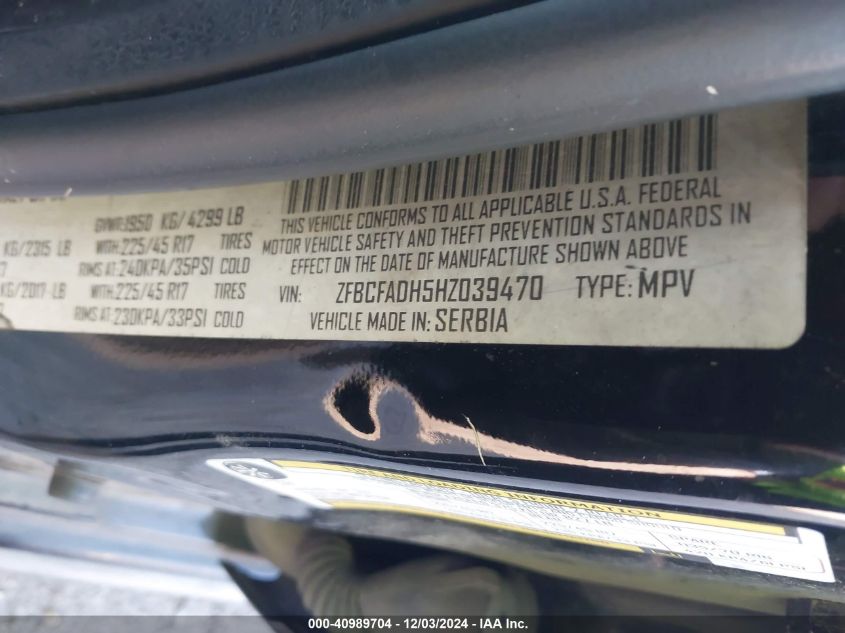 GVWR:1950 KG/ 4299 LB
KG/2315 LB WITH:225/45 R17 TIRES
RIMS AT:240KPA/35PSI COLD
KG/2017 LB WITH:225/45 R17 TIRES
RIMS AT:230KPA/33PSI COLD
THIS VEHICLE CONFORMS TO ALL APPLICABLE U.S.A. FEDERAL
MOTOR VEHICLE SAFETY AND THEFT PREVENTION STANDARDS IN
EFFECT ON THE DATE OF MANUFACTURE SHOWN ABOVE
VIN: ZFBCFADH5HZ039470 TYPE: MPV
VEHICLE MADE IN: SERBIA
LOADING INFORMATION
SPARE
000-40989704 - 12/03/2024 - IAA Inc.